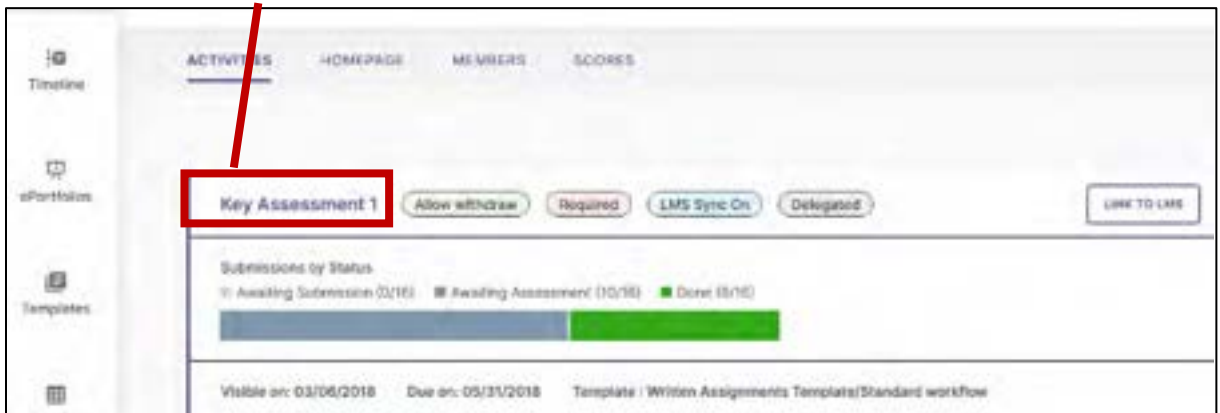 Timeline
ACTIVITIES HOMEPAGE MEMBERS SCORES
ePortfolios
Key Assessment 1 Allow withdraw Required LMS Sync On Delegated LINK TO LMS
Submissions by Status
Awaiting Submission (0/16) Awaiting Assessment (10/16) Done (6/16)
Templates
Visible on: 03/06/2018 Due on: 05/31/2018 Template : Written Assignments Template/Standard workflow